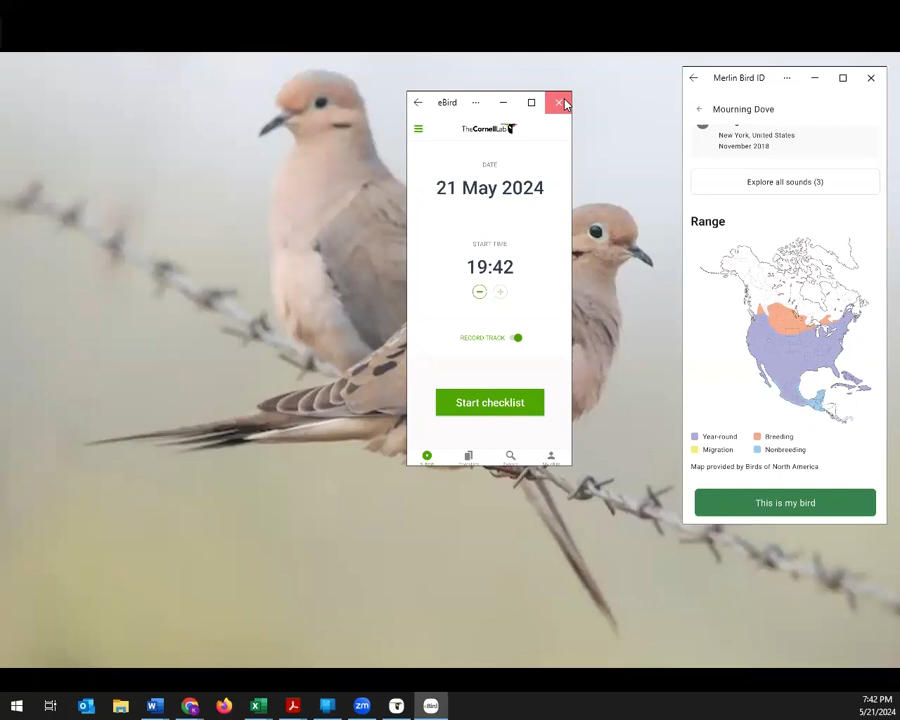 eBird
TheCornellLab
DATE
21 May 2024
START TIME
19:42
RECORD TRACK
Start checklist
Merlin Bird ID
Mourning Dove
New York, United States
November 2018
Explore all sounds (3)
Range
Year-round
Breeding
Migration
Nonbreeding
Map provided by Birds of North America
This is my bird
zm
eBird
7:42 PM
5/21/2024